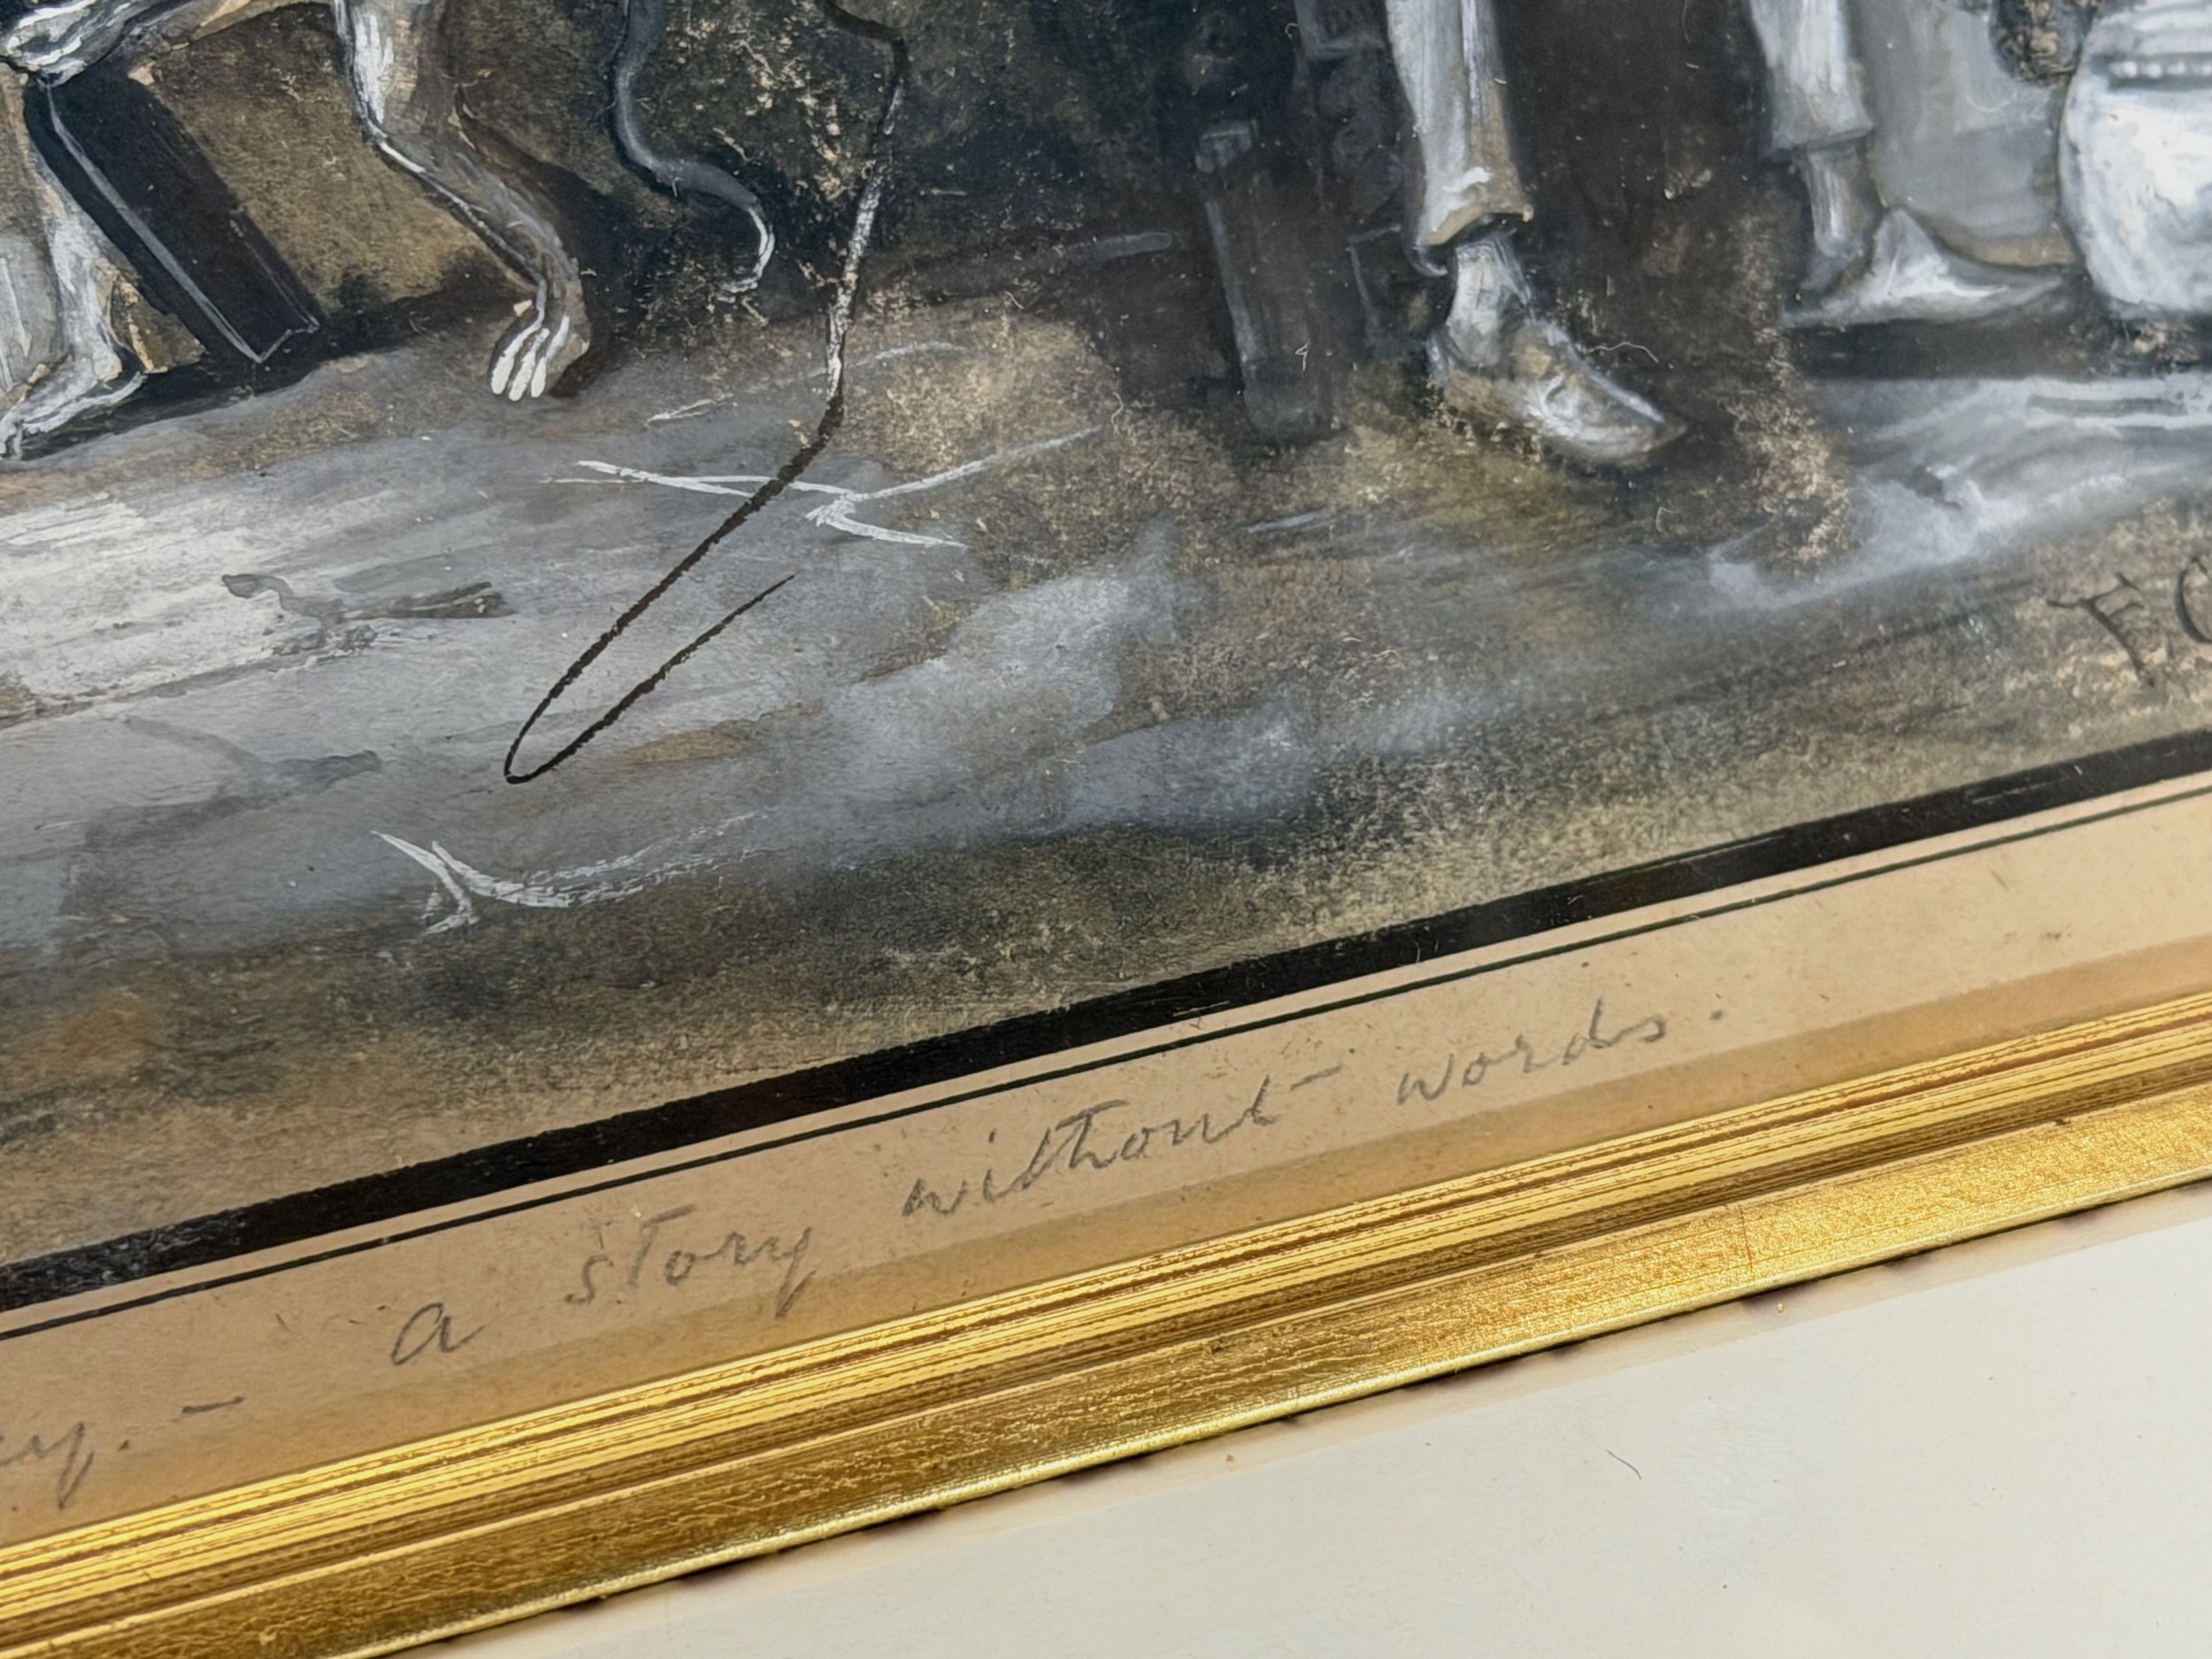 F G
y. - a story without words.